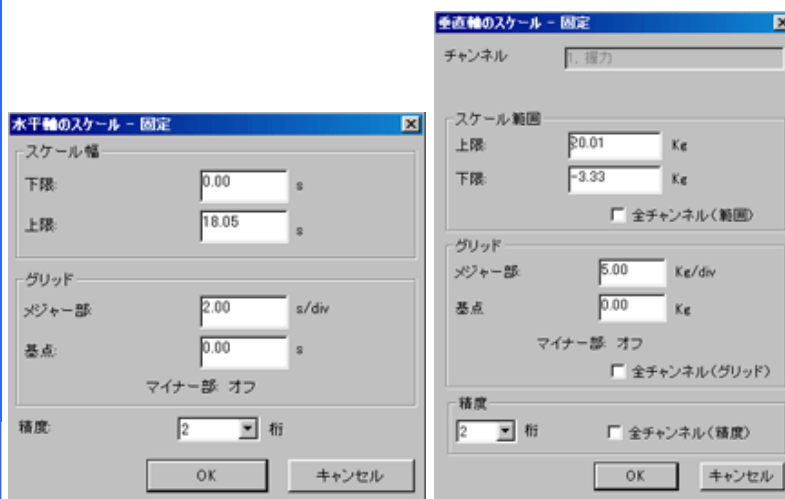 水平軸のスケール - 固定
スケール幅
下限: 0.00 s
上限: 18.05 s
グリッド
メジャー部: 2.00 s/div
基点: 0.00 s
マイナー部: オフ
積度: 2 桁
OK キャンセル
垂直軸のスケール - 固定
チャンネル 1. 握力
スケール範囲
上限: 20.01 Kg
下限: -3.33 Kg
全チャンネル(範囲)
グリッド
メジャー部: 5.00 Kg/div
基点 0.00 Kg
マイナー部: オフ
全チャンネル(グリッド)
積度
2 桁 全チャンネル(積度)
OK キャンセル